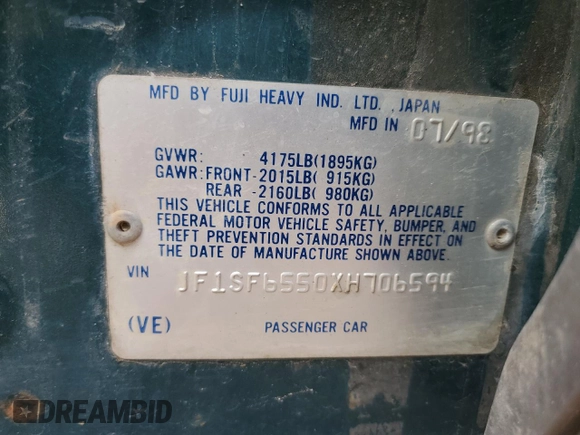 MFD BY FUJI HEAVY IND. LTD. , JAPAN
MFD IN 07/98
GVWR: 4175LB(1895KG)
GAWR: FRONT-2015LB( 915KG)
REAR -2160LB( 980KG)
THIS VEHICLE CONFORMS TO ALL APPLICABLE
FEDERAL MOTOR VEHICLE SAFETY, BUMPER, AND
THEFT PREVENTION STANDARDS IN EFFECT ON
THE DATE OF MANUFACTURE SHOWN ABOVE.
VIN JF1SF6550XH706594
(VE) PASSENGER CAR
DREAMBID